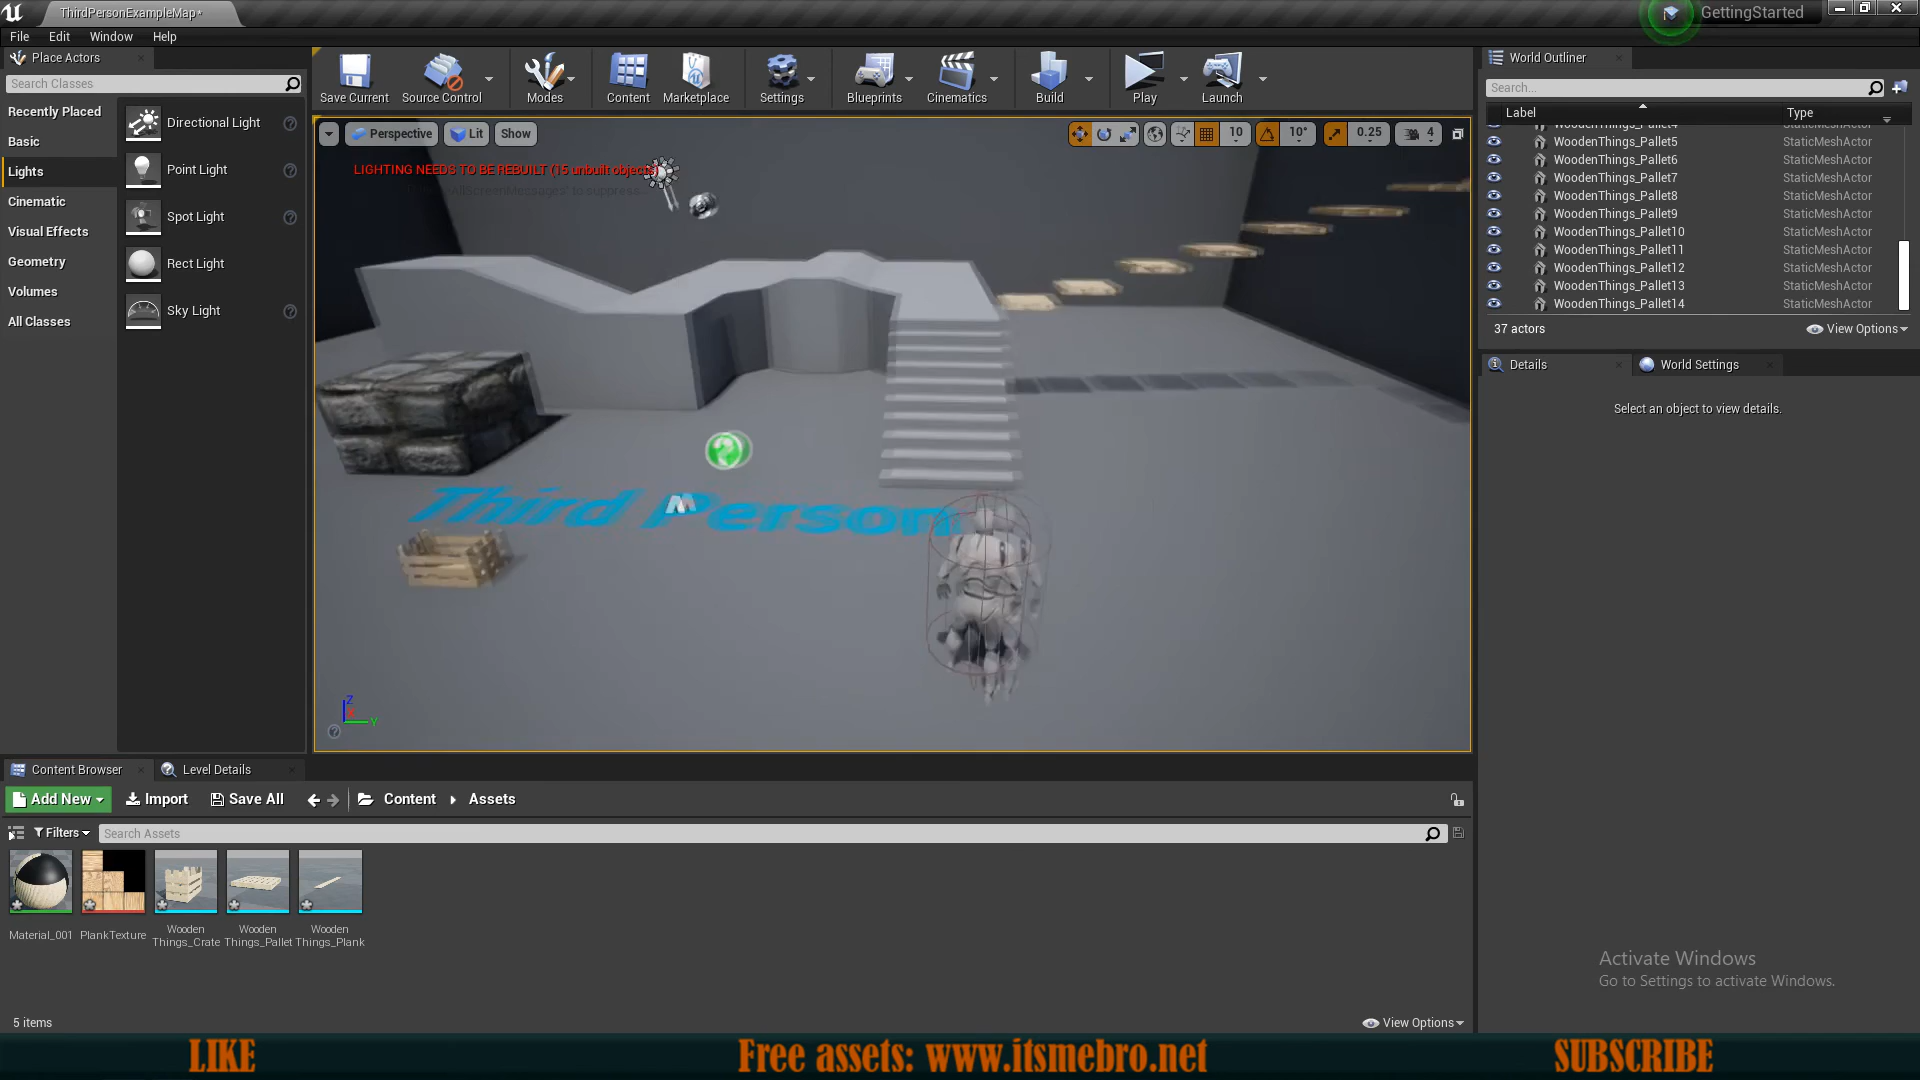 ThirdPersonExampleMap*
GettingStarted
File Edit Window Help
Place Actors
Search Classes
Recently Placed
Basic
Lights
Cinematic
Visual Effects
Geometry
Volumes
All Classes
Directional Light
Point Light
Spot Light
Rect Light
Sky Light
Save Current
Source Control
Modes
Content
Marketplace
Settings
Blueprints
Cinematics
Build
Play
Launch
Perspective
Lit
Show
10
10°
0.25
4
LIGHTING NEEDS TO BE REBUILT (15 unbuilt objects)
Third Person
Z
Y
World Outliner
Search...
Label Type
WoodenThings_Pallet4
WoodenThings_Pallet5 StaticMeshActor
WoodenThings_Pallet6 StaticMeshActor
WoodenThings_Pallet7 StaticMeshActor
WoodenThings_Pallet8 StaticMeshActor
WoodenThings_Pallet9 StaticMeshActor
WoodenThings_Pallet10 StaticMeshActor
WoodenThings_Pallet11 StaticMeshActor
WoodenThings_Pallet12 StaticMeshActor
WoodenThings_Pallet13 StaticMeshActor
WoodenThings_Pallet14 StaticMeshActor
37 actors
View Options
Details
World Settings
Select an object to view details.
Content Browser
Level Details
Add New
Import
Save All
Content
Assets
Filters
Search Assets
Material_001
PlankTexture
Wooden
Things_Crate
Wooden
Things_Pallet
Wooden
Things_Plank
5 items
View Options
Activate Windows
Go to Settings to activate Windows.
LIKE
Free assets: www.itsmebro.net
SUBSCRIBE